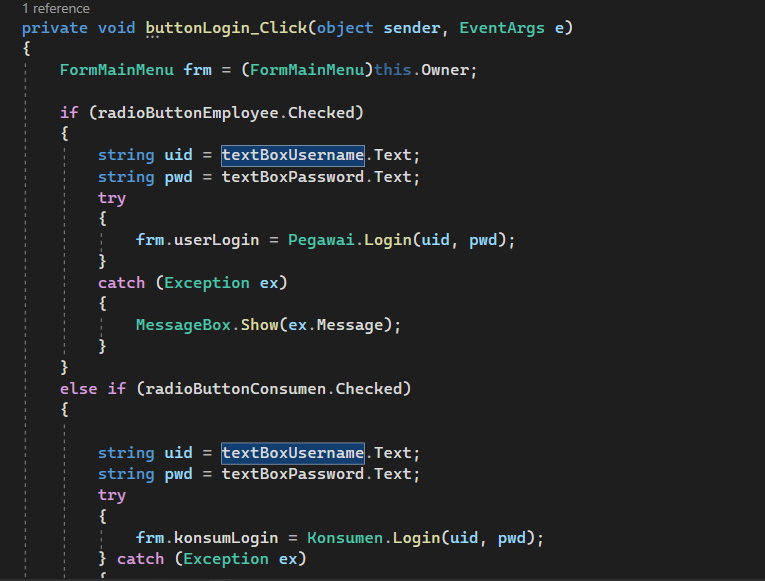 1 reference
private void buttonLogin_Click(object sender, EventArgs e)
{
FormMainMenu frm = (FormMainMenu)this.Owner;
if (radioButtonEmployee.Checked)
{
string uid = textBoxUsername.Text;
string pwd = textBoxPassword.Text;
try
{
frm.userLogin = Pegawai.Login(uid, pwd);
}
catch (Exception ex)
{
MessageBox.Show(ex.Message);
}
}
else if (radioButtonConsumen.Checked)
{
string uid = textBoxUsername.Text;
string pwd = textBoxPassword.Text;
try
{
frm.konsumLogin = Konsumen.Login(uid, pwd);
} catch (Exception ex)
{